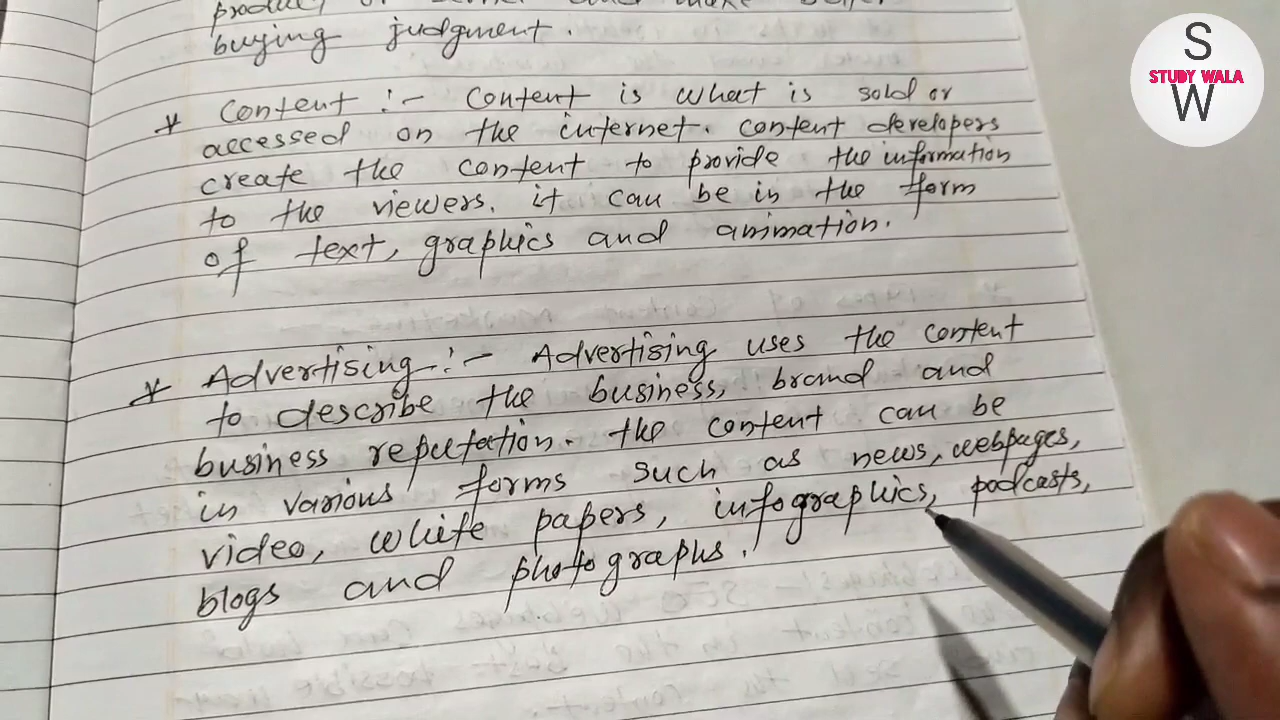 buying judgment.
* Content :- Content is what is sold or
accessed on the internet. Content developers
create the content to provide the information
to the viewers. it can be in the form
of text, graphics and animation.
* Advertising :- Advertising uses the content
to describe the business, brand and
business reputation. The content can be
in various forms such as news, webpages,
video, white papers, infographics, podcasts,
blogs and photographs.
S
STUDY WALA
W